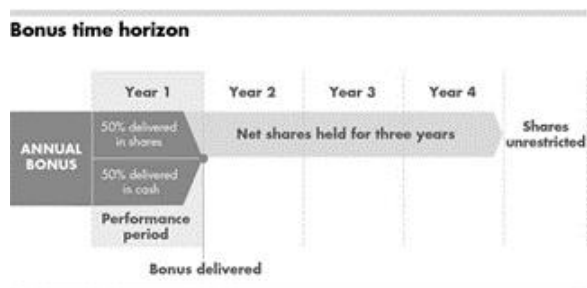 Bonus time horizon
Year 1 Year 2 Year 3 Year 4
ANNUAL
BONUS
50% delivered
in shares
Net shares held for three years
Shares
unrestricted
50% delivered
in cash
Performance
period
Bonus delivered